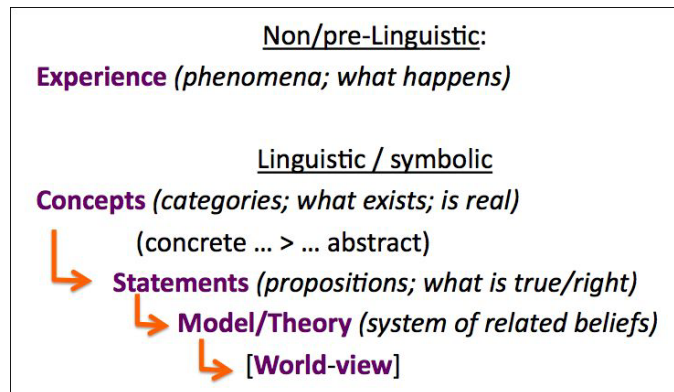 Non/pre-Linguistic:
Experience (phenomena; what happens)
Linguistic / symbolic
Concepts (categories; what exists; is real)
(concrete ... > ... abstract)
Statements (propositions; what is true/right)
Model/Theory (system of related beliefs)
[World-view]